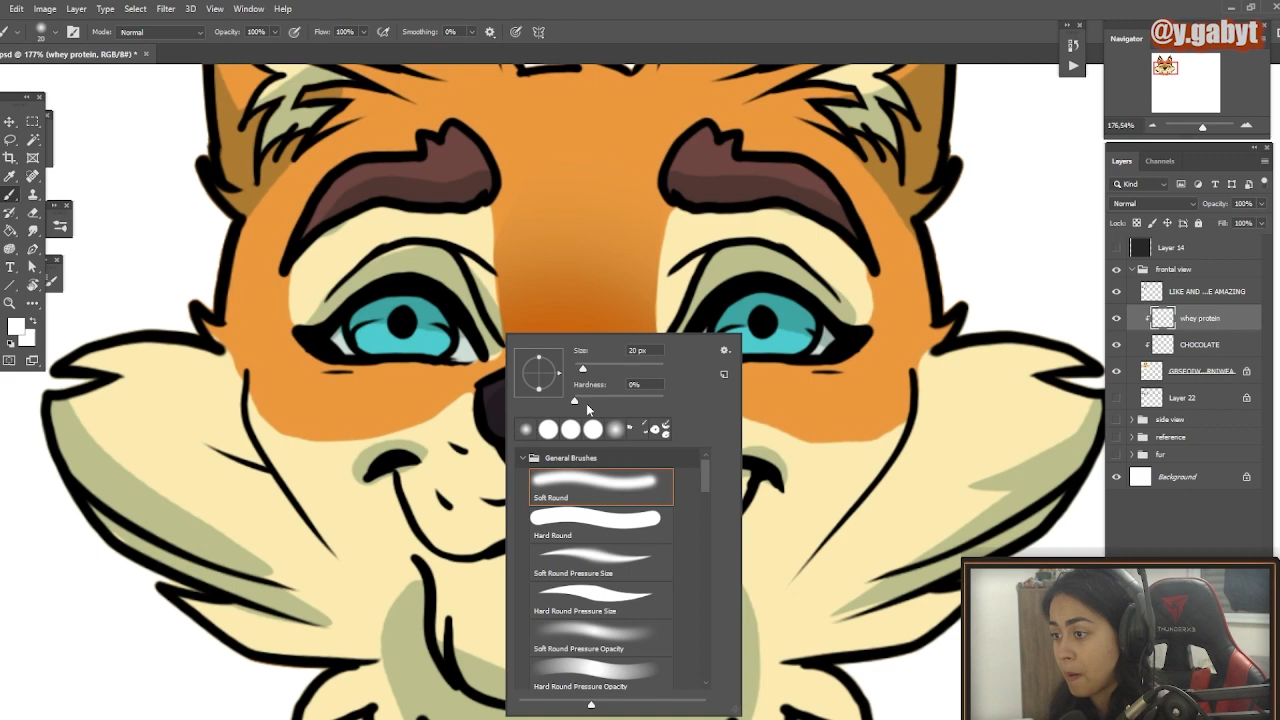 Image Layer Type Select Filter 3D View Window Help
Mode: Normal Opacity: 100% Flow: 100% Smoothing: 0%
20
psd @ 177% (whey protein, RGB/8#) *
@y.gabyt
Navigator
176,54%
Layers Channels
Kind
Normal Opacity: 100%
Lock: Fill: 100%
Layer 14
frontal view
LIKE AND ... E AMAZING
whey protein
CHOCOLATE
Layer 22
side view
reference
fur
Background
Size: 20 px
Hardness: 0%
General Brushes
Soft Round
Hard Round
Soft Round Pressure Size
Hard Round Pressure Size
Soft Round Pressure Opacity
Hard Round Pressure Opacity
THUNDERX3